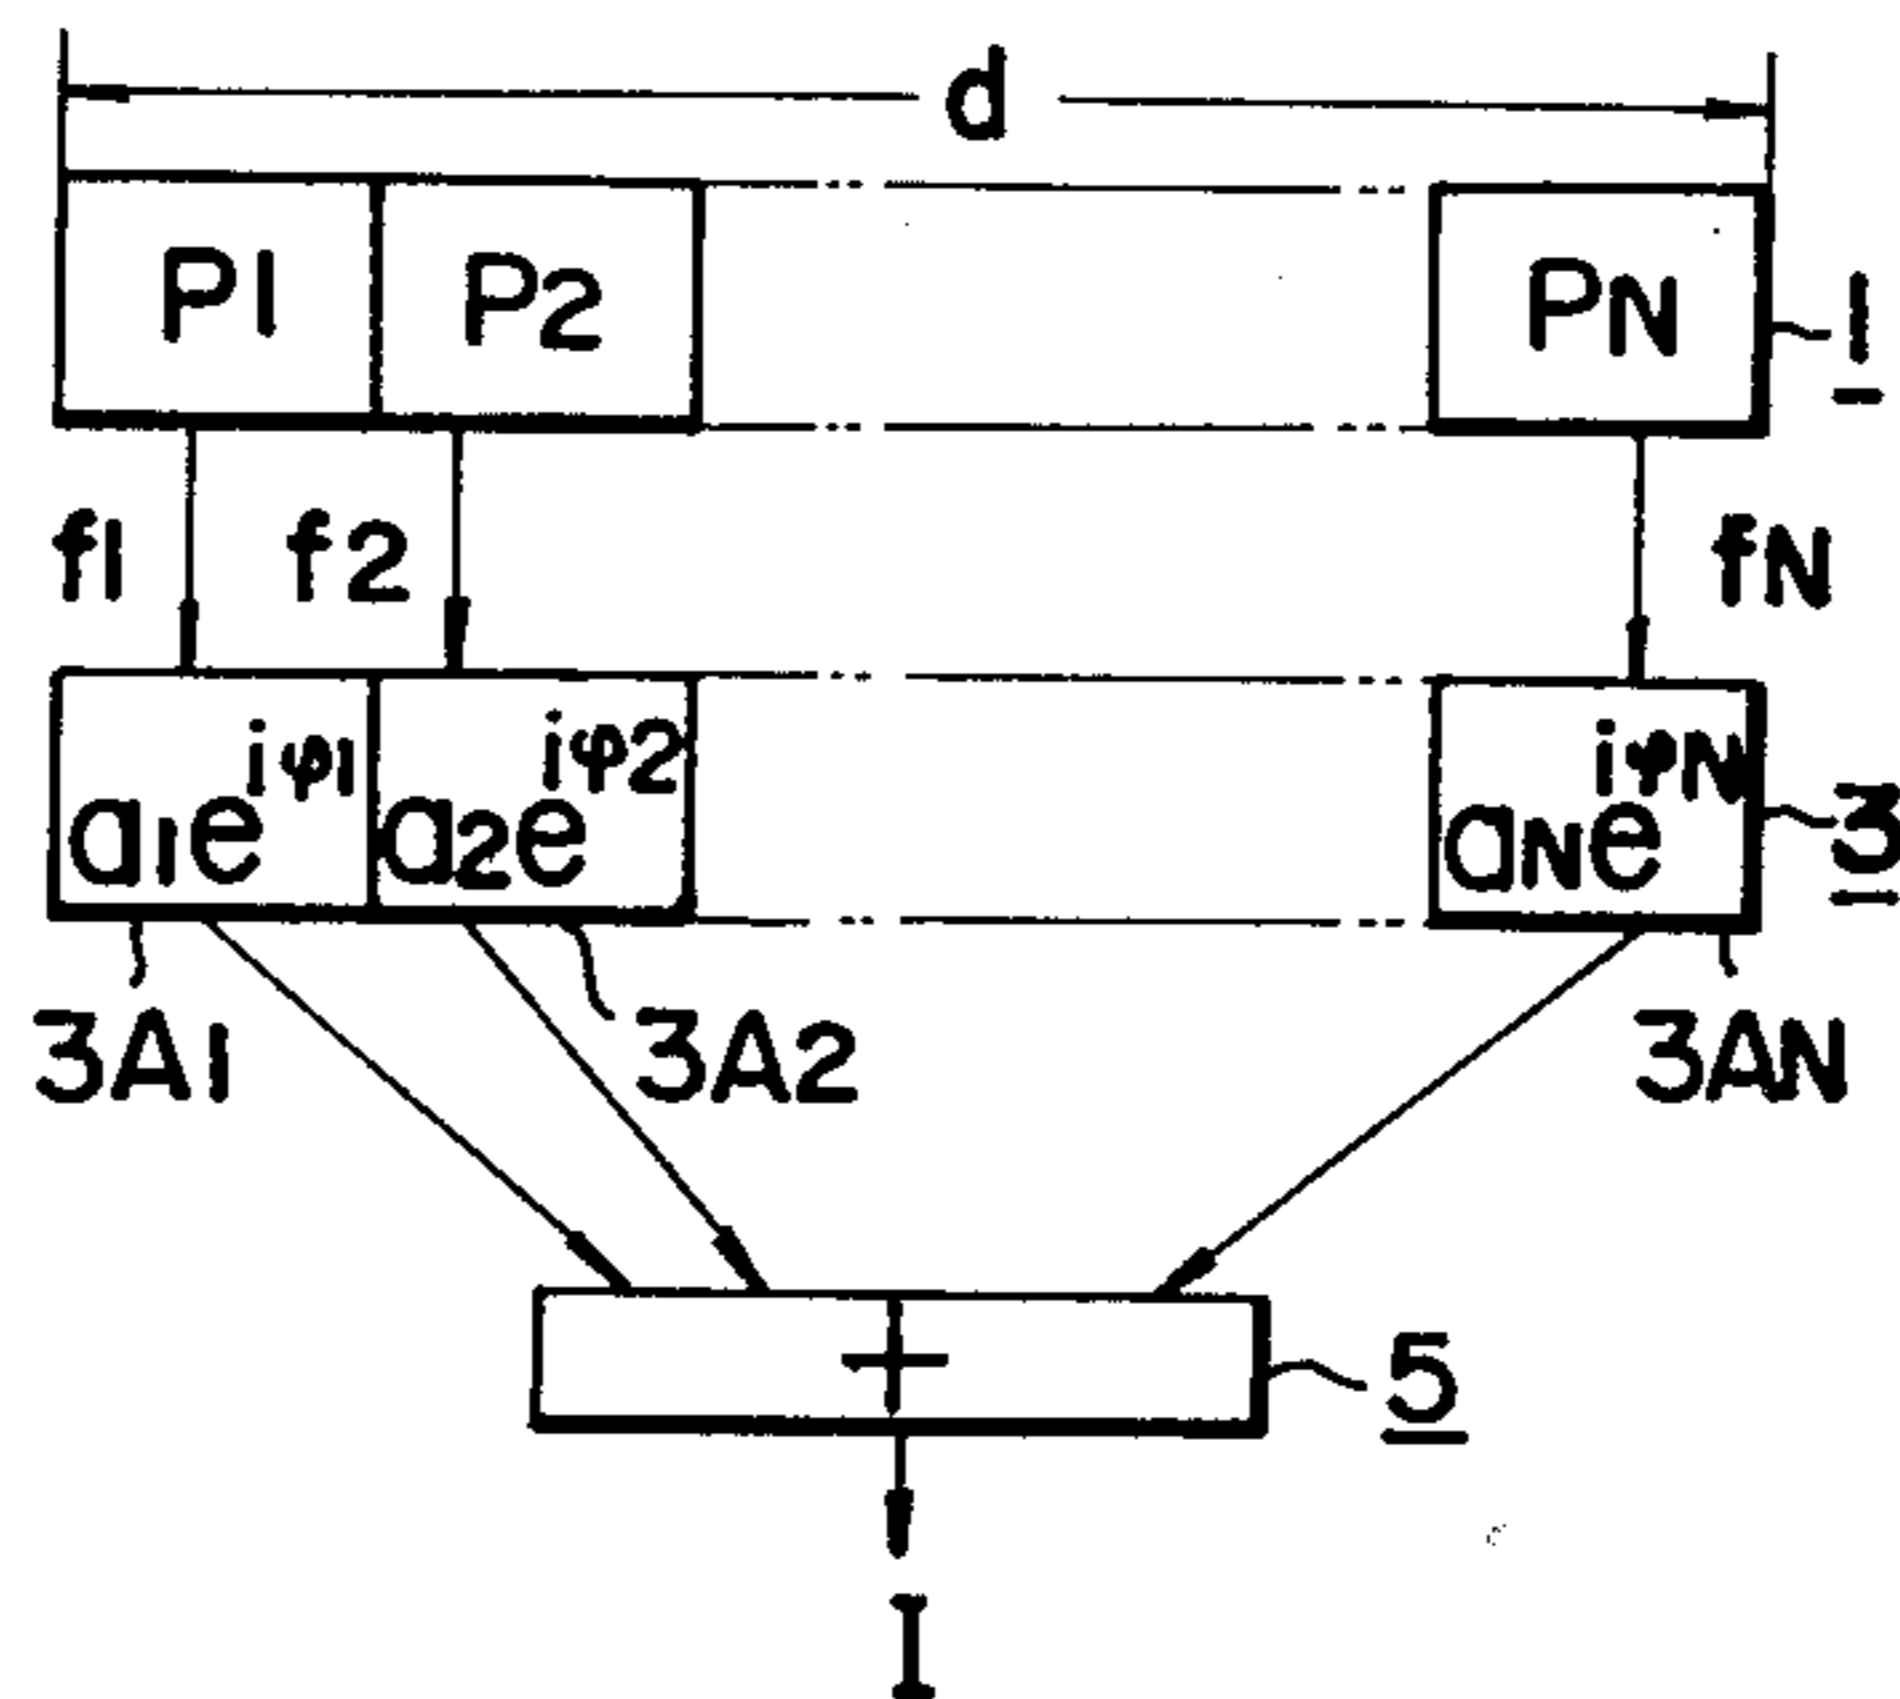 d
P1 P2 PN 1
f1 f2 fN
a1e^iφ1 a2e^iφ2 aNe^iφN 3
3A1 3A2 3AN
+ 5
I